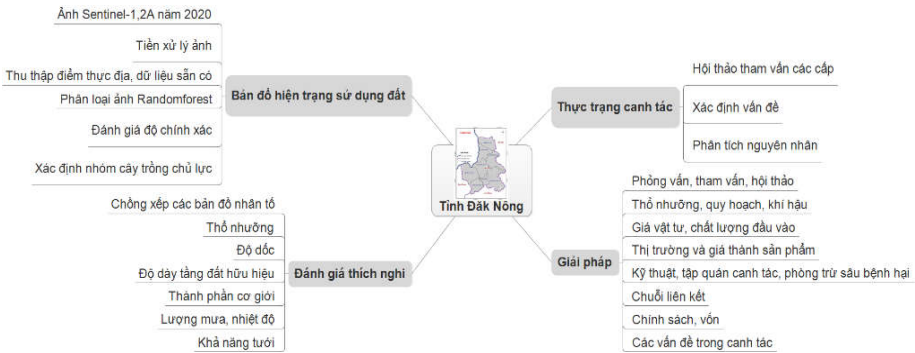 Ảnh Sentinel-1,2A năm 2020
Tiền xử lý ảnh
Thu thập điểm thực địa, dữ liệu sẵn có
Phân loại ảnh Randomforest
Đánh giá độ chính xác
Xác định nhóm cây trồng chủ lực
Bản đồ hiện trạng sử dụng đất
Chồng xếp các bản đồ nhân tố
Thổ nhưỡng
Độ dốc
Độ dày tầng đất hữu hiệu
Thành phần cơ giới
Lượng mưa, nhiệt độ
Khả năng tưới
Đánh giá thích nghi
Tỉnh Đăk Nông
Thực trạng canh tác
Hội thảo tham vấn các cấp
Xác định vấn đề
Phân tích nguyên nhân
Giải pháp
Phỏng vấn, tham vấn, hội thảo
Thổ nhưỡng, quy hoạch, khí hậu
Giá vật tư, chất lượng đầu vào
Thị trường và giá thành sản phẩm
Kỹ thuật, tập quán canh tác, phòng trừ sâu bệnh hại
Chuỗi liên kết
Chính sách, vốn
Các vấn đề trong canh tác